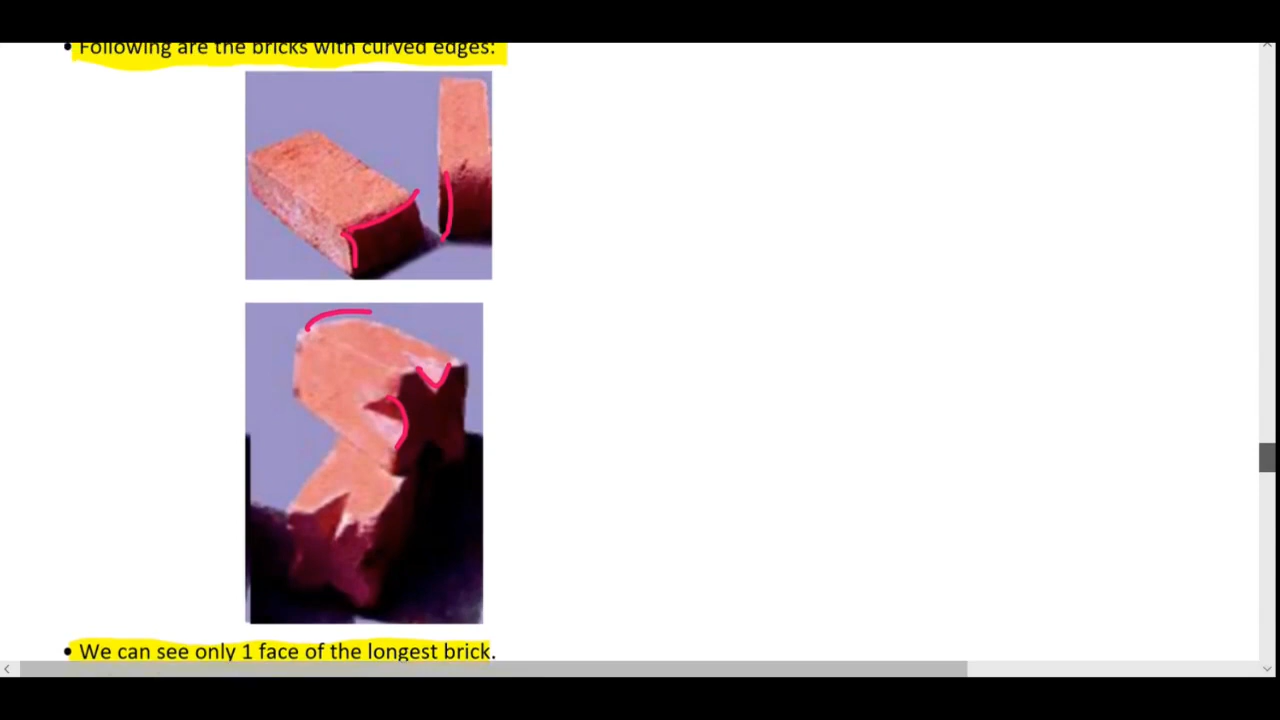 • Following are the bricks with curved edges:
• We can see only 1 face of the longest brick.